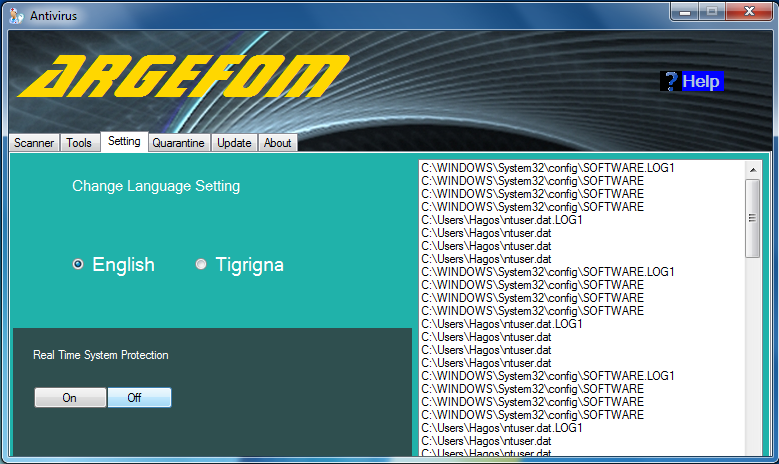 Antivirus
ARGEFOM
? Help
Scanner Tools Setting Quarantine Update About
Change Language Setting
English Tigrigna
Real Time System Protection
On Off
C:\WINDOWS\System32\config\SOFTWARE.LOG1
C:\WINDOWS\System32\config\SOFTWARE
C:\WINDOWS\System32\config\SOFTWARE
C:\WINDOWS\System32\config\SOFTWARE
C:\Users\Hagos\ntuser.dat.LOG1
C:\Users\Hagos\ntuser.dat
C:\Users\Hagos\ntuser.dat
C:\Users\Hagos\ntuser.dat
C:\WINDOWS\System32\config\SOFTWARE.LOG1
C:\WINDOWS\System32\config\SOFTWARE
C:\WINDOWS\System32\config\SOFTWARE
C:\WINDOWS\System32\config\SOFTWARE
C:\Users\Hagos\ntuser.dat.LOG1
C:\Users\Hagos\ntuser.dat
C:\Users\Hagos\ntuser.dat
C:\Users\Hagos\ntuser.dat
C:\WINDOWS\System32\config\SOFTWARE.LOG1
C:\WINDOWS\System32\config\SOFTWARE
C:\WINDOWS\System32\config\SOFTWARE
C:\WINDOWS\System32\config\SOFTWARE
C:\Users\Hagos\ntuser.dat.LOG1
C:\Users\Hagos\ntuser.dat
C:\Users\Hagos\ntuser.dat